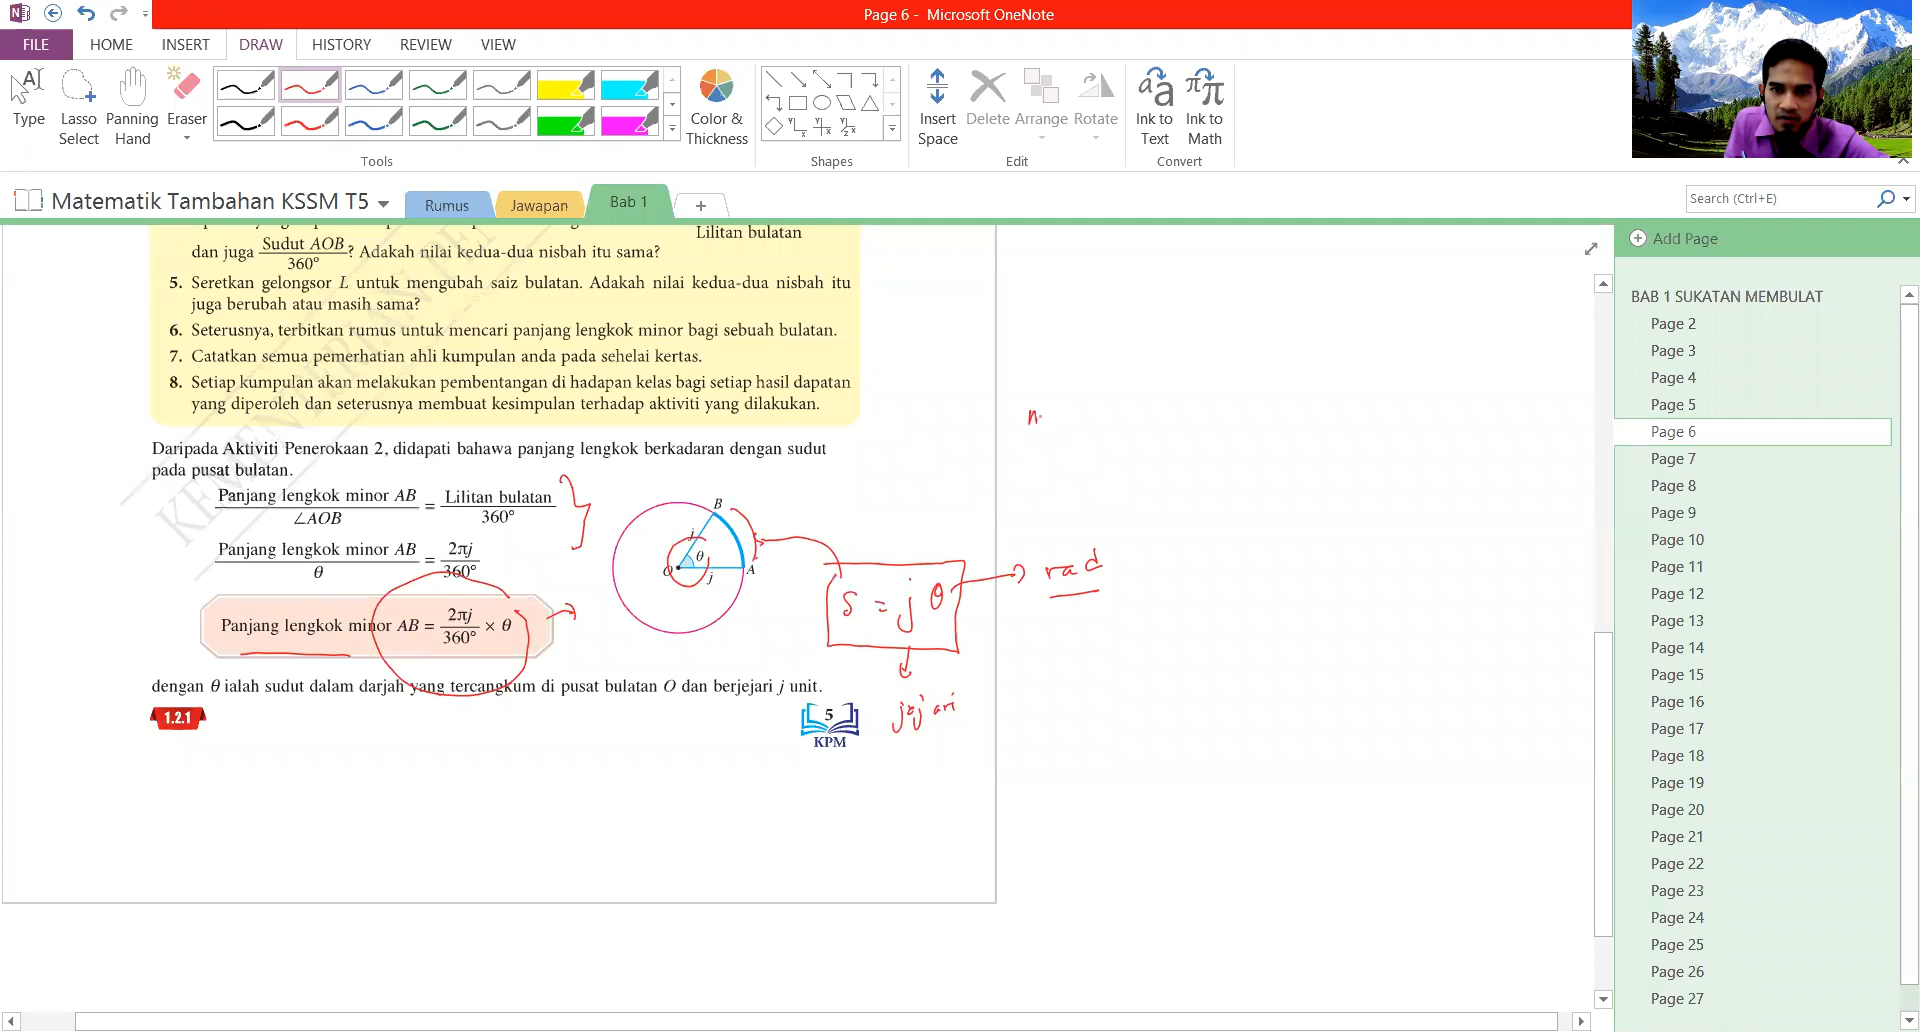 Page 6 - Microsoft OneNote
FILE HOME INSERT DRAW HISTORY REVIEW VIEW
Type Lasso Select Panning Hand Eraser Color & Thickness Insert Space Delete Arrange Rotate Ink to Text Ink to Math
Tools Shapes Edit Convert
Matematik Tambahan KSSM T5 Rumus Jawapan Bab 1 + Search (Ctrl+E)
Lilitan bulatan
dan juga Sudut AOB / 360° ? Adakah nilai kedua-dua nisbah itu sama?
5. Seretkan gelongsor L untuk mengubah saiz bulatan. Adakah nilai kedua-dua nisbah itu
juga berubah atau masih sama?
6. Seterusnya, terbitkan rumus untuk mencari panjang lengkok minor bagi sebuah bulatan.
7. Catatkan semua pemerhatian ahli kumpulan anda pada sehelai kertas.
8. Setiap kumpulan akan melakukan pembentangan di hadapan kelas bagi setiap hasil dapatan
yang diperoleh dan seterusnya membuat kesimpulan terhadap aktiviti yang dilakukan.
Daripada Aktiviti Penerokaan 2, didapati bahawa panjang lengkok berkadaran dengan sudut
pada pusat bulatan.
Panjang lengkok minor AB / ∠AOB = Lilitan bulatan / 360°
Panjang lengkok minor AB / θ = 2πj / 360°
Panjang lengkok minor AB = 2πj / 360° × θ
B
j
θ
O
j
A
s = j θ
rad
jejari
dengan θ ialah sudut dalam darjah yang tercangkum di pusat bulatan O dan berjejari j unit.
1.2.1
5
KPM
Add Page
BAB 1 SUKATAN MEMBULAT
Page 2
Page 3
Page 4
Page 5
Page 6
Page 7
Page 8
Page 9
Page 10
Page 11
Page 12
Page 13
Page 14
Page 15
Page 16
Page 17
Page 18
Page 19
Page 20
Page 21
Page 22
Page 23
Page 24
Page 25
Page 26
Page 27